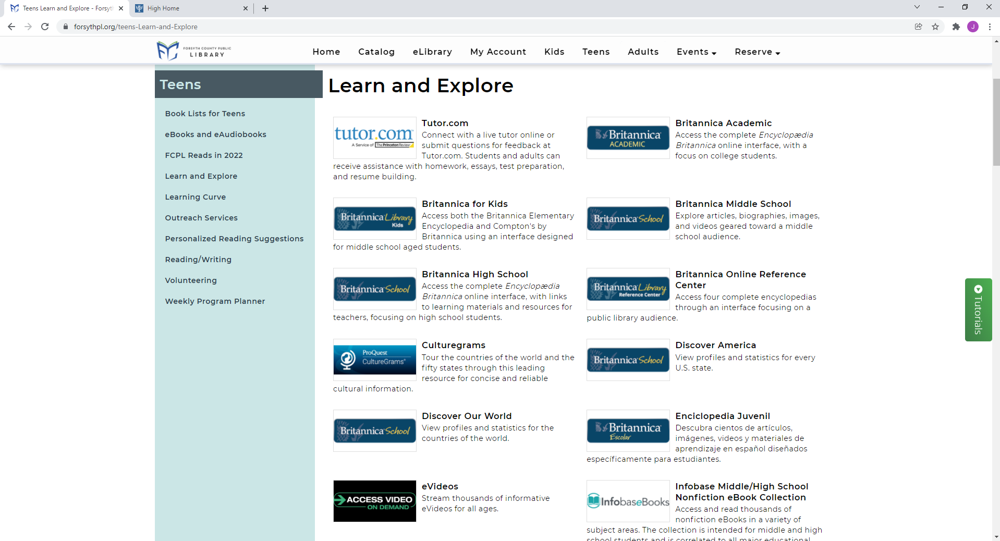 Teens Learn and Explore - Forsyth
High Home
forsythpl.org/teens-Learn-and-Explore
J
FORSYTH COUNTY PUBLIC
LIBRARY
Home
Catalog
eLibrary
My Account
Kids
Teens
Adults
Events
Reserve
Teens
Book Lists for Teens
eBooks and eAudiobooks
FCPL Reads in 2022
Learn and Explore
Learning Curve
Outreach Services
Personalized Reading Suggestions
Reading/Writing
Volunteering
Weekly Program Planner
Learn and Explore
tutor.com
A Service of The Princeton Review
Tutor.com
Connect with a live tutor online or
submit questions for feedback at
Tutor.com. Students and adults can
receive assistance with homework, essays, test preparation,
and resume building.
Britannica
ACADEMIC
Britannica Academic
Access the complete Encyclopædia
Britannica online interface, with a
focus on college students.
Britannica Library
Kids
Britannica for Kids
Access both the Britannica Elementary
Encyclopedia and Compton's by
Britannica using an interface designed
for middle school aged students.
Britannica School
Britannica Middle School
Explore articles, biographies, images,
and videos geared toward a middle
school audience.
Britannica School
Britannica High School
Access the complete Encyclopædia
Britannica online interface, with links
to learning materials and resources for
teachers, focusing on high school students.
Britannica Library
Reference Center
Britannica Online Reference
Center
Access four complete encyclopedias
through an interface focusing on a
public library audience.
ProQuest
CultureGrams®
Culturegrams
Tour the countries of the world and the
fifty states through this leading
resource for concise and reliable
cultural information.
Britannica School
Discover America
View profiles and statistics for every
U.S. state.
Britannica School
Discover Our World
View profiles and statistics for the
countries of the world.
Britannica
Escolar
Enciclopedia Juvenil
Descubra cientos de artículos,
imágenes, videos y materiales de
aprendizaje en español diseñados
específicamente para estudiantes.
ACCESS VIDEO
ON DEMAND
eVideos
Stream thousands of informative
eVideos for all ages.
InfobaseBooks
Infobase Middle/High School
Nonfiction eBook Collection
Access and read thousands of
nonfiction eBooks in a variety of
subject areas. The collection is intended for middle and high
school students and is correlated to all major educational
Tutorials